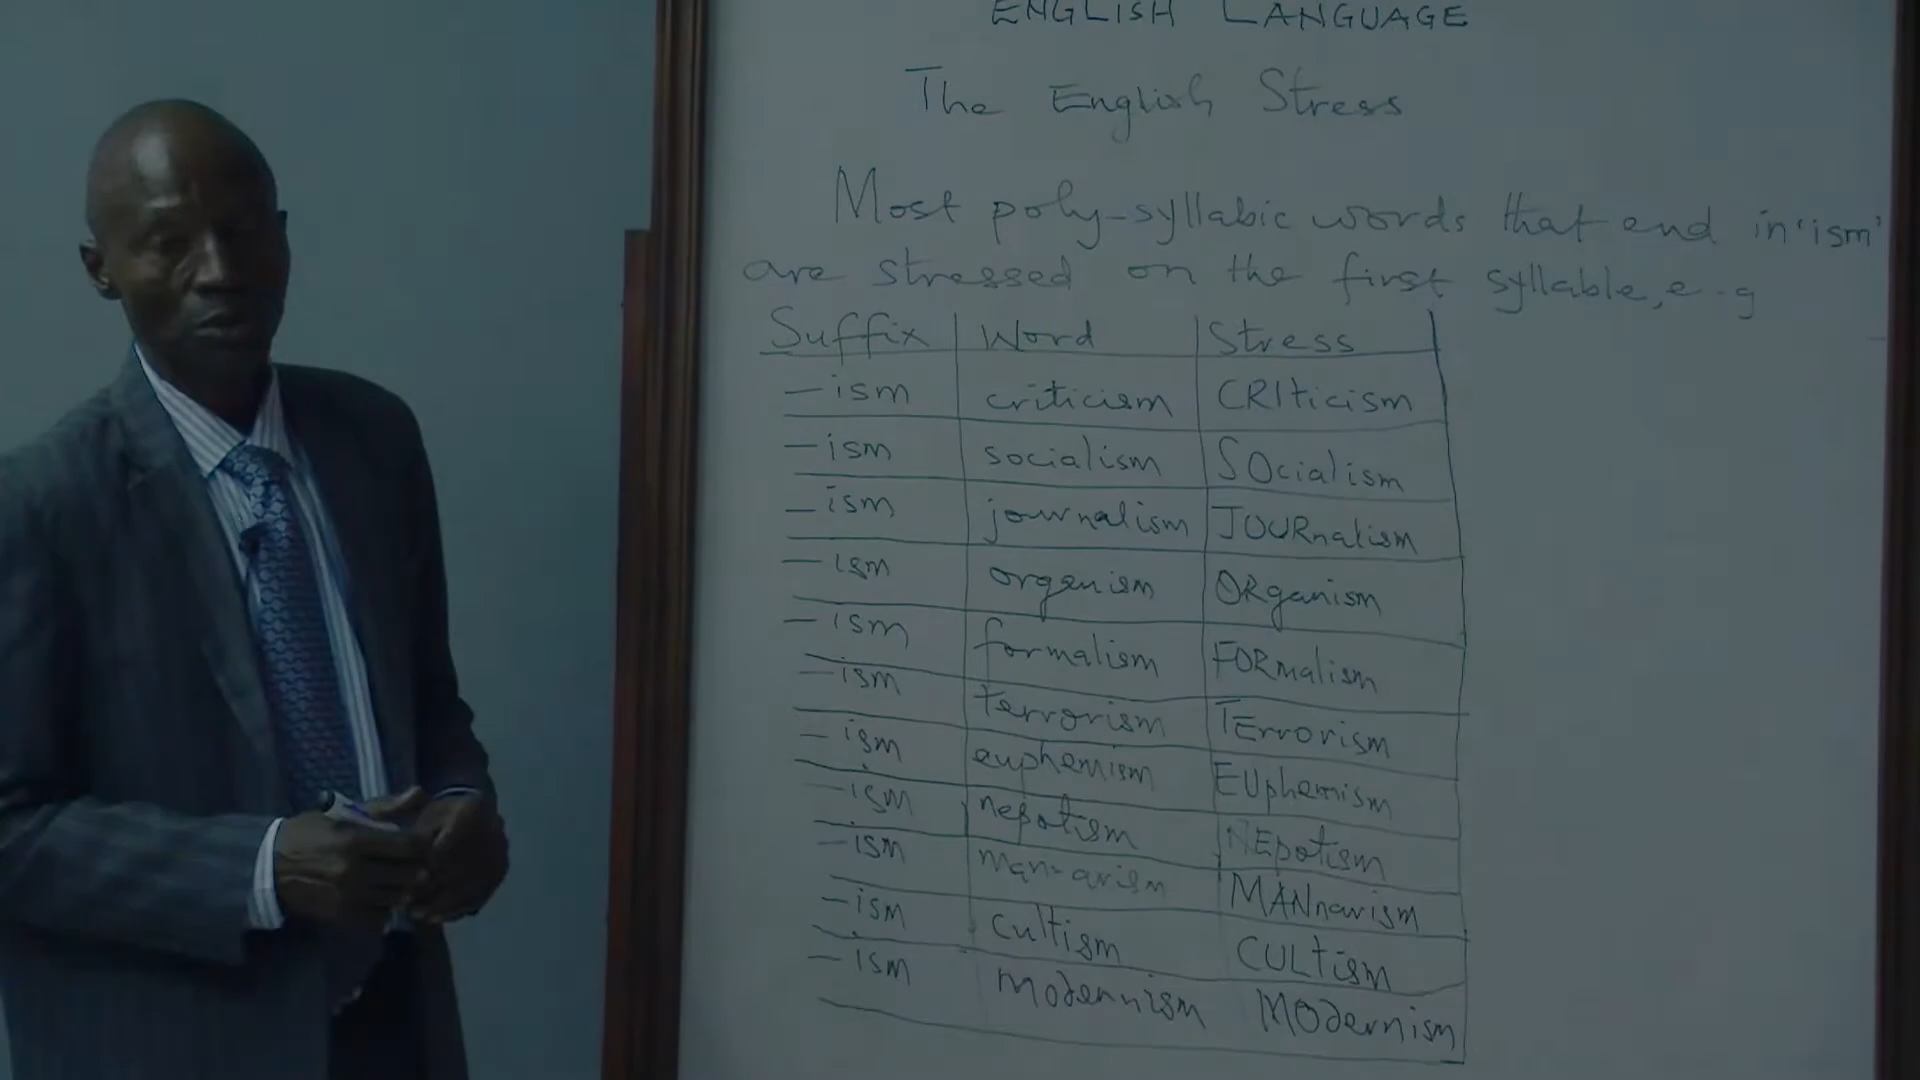 ENGLISH LANGUAGE
The English Stress
Most poly-syllabic words that end in 'ism'
are stressed on the first syllable, e.g
Suffix Word Stress
-ism criticism CRIticism
-ism socialism SOcialism
-ism journalism JOURnalism
-ism organism ORganism
-ism formalism FORmalism
-ism terrorism TErrorism
-ism euphemism EUphemism
-ism nepotism NEpotism
-ism mannarism MANnarism
-ism cultism CULtism
-ism modernism MOdernism